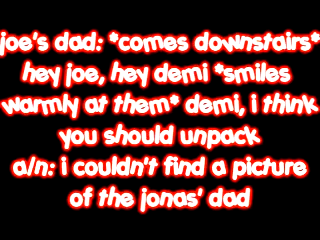 joe's dad: *comes downstairs*
hey joe, hey demi *smiles
warmly at them* demi, i think
you should unpack
a/n: i couldn't find a picture
of the jonas' dad